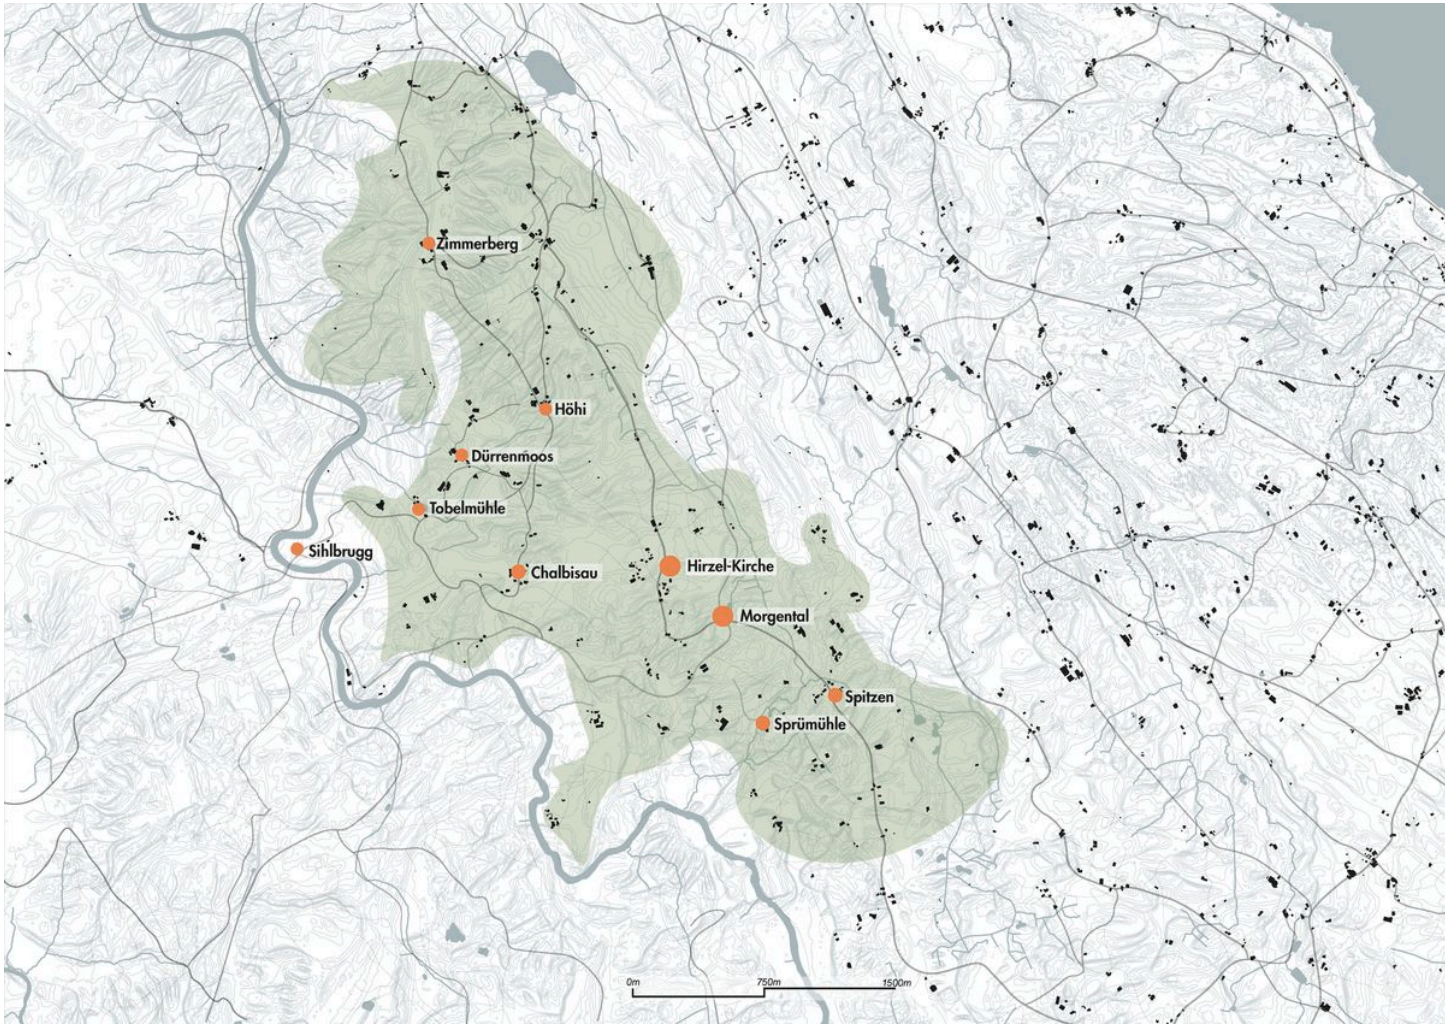 Zimmerberg
Höhi
Dürrenmoos
Tobelmühle
Sihlbrugg
Chalbisau
Hirzel-Kirche
Morgental
Spitzen
Sprümühle
0m 750m 1500m